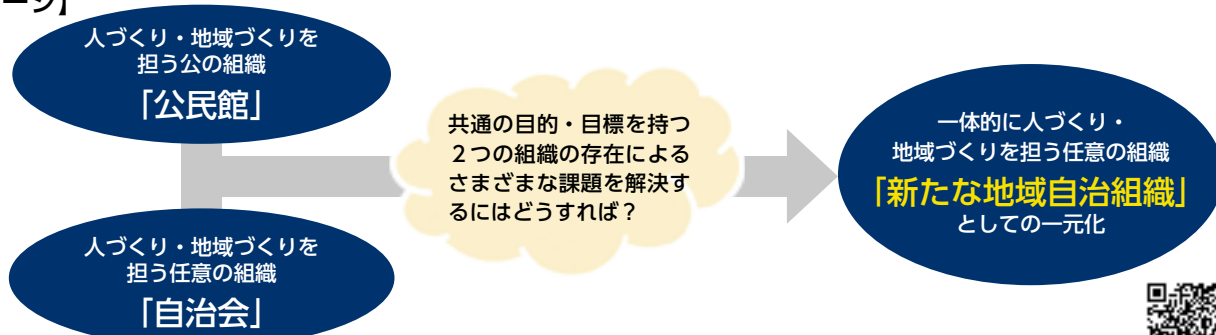 人づくり・地域づくりを
担う公の組織
「公民館」
人づくり・地域づくりを
担う任意の組織
「自治会」
共通の目的・目標を持つ
２つの組織の存在による
さまざまな課題を解決す
るにはどうすれば？
一体的に人づくり・
地域づくりを担う任意の組織
「新たな地域自治組織」
としての一元化